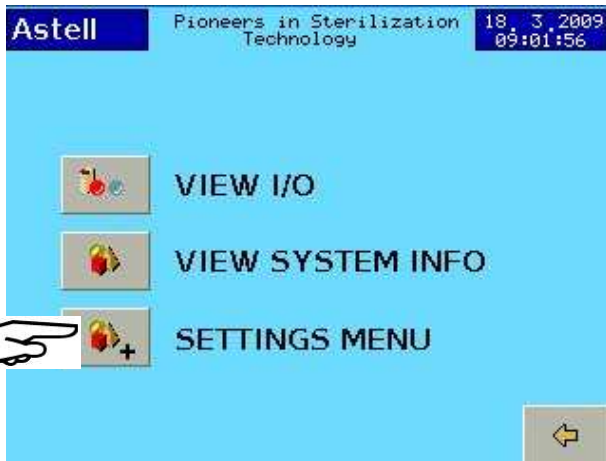 Astell
Pioneers in Sterilization
Technology
18. 3.2009
09:01:56
VIEW I/O
VIEW SYSTEM INFO
SETTINGS MENU